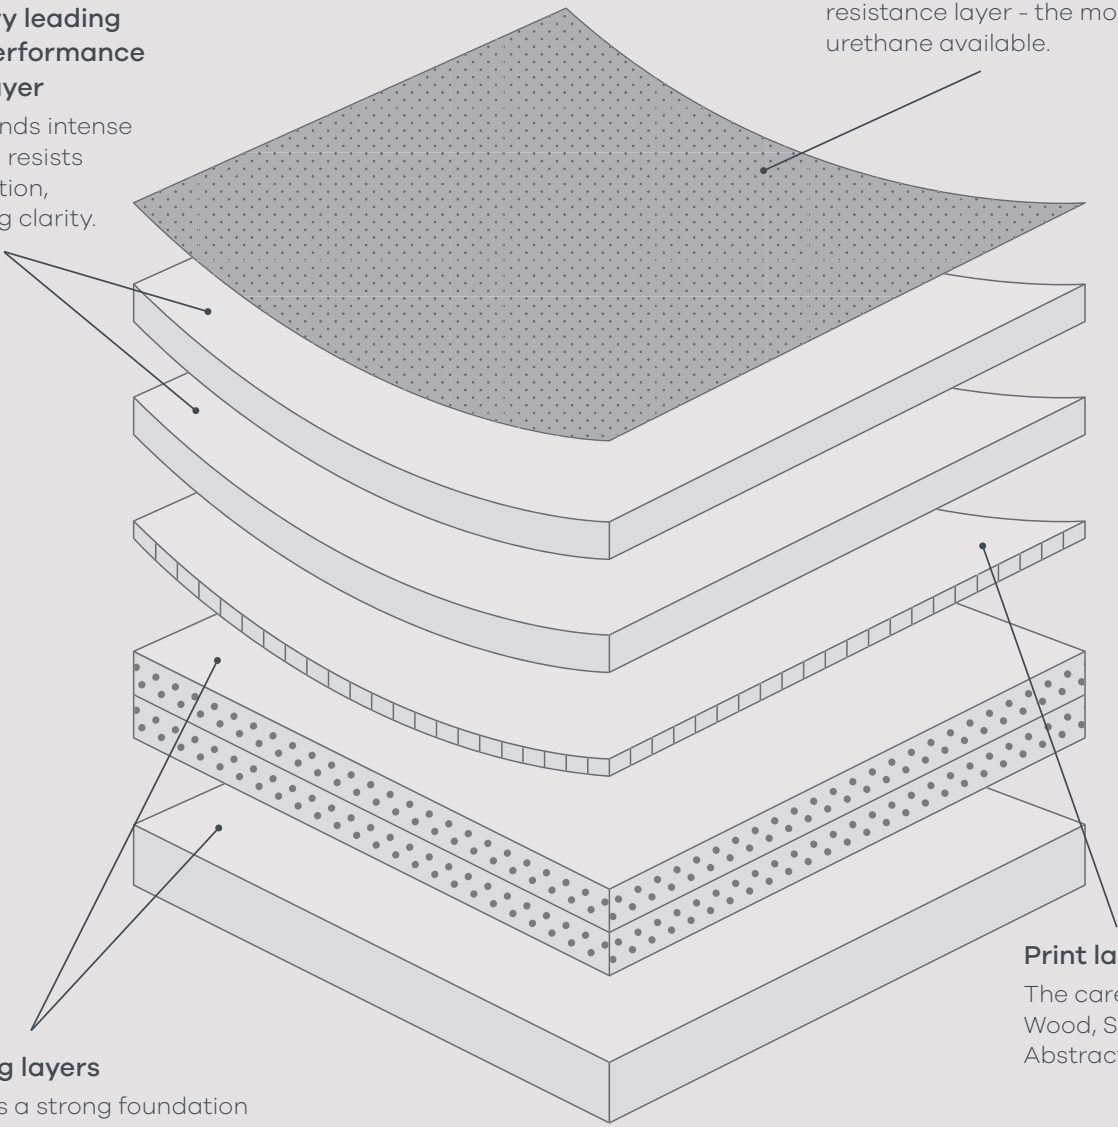 ry leading
erformance
ayer
nds intense
resists
tion,
g clarity.
resistance layer - the mo
urethane available.
Print la
The care
Wood, S
Abstrac
g layers
s a strong foundation